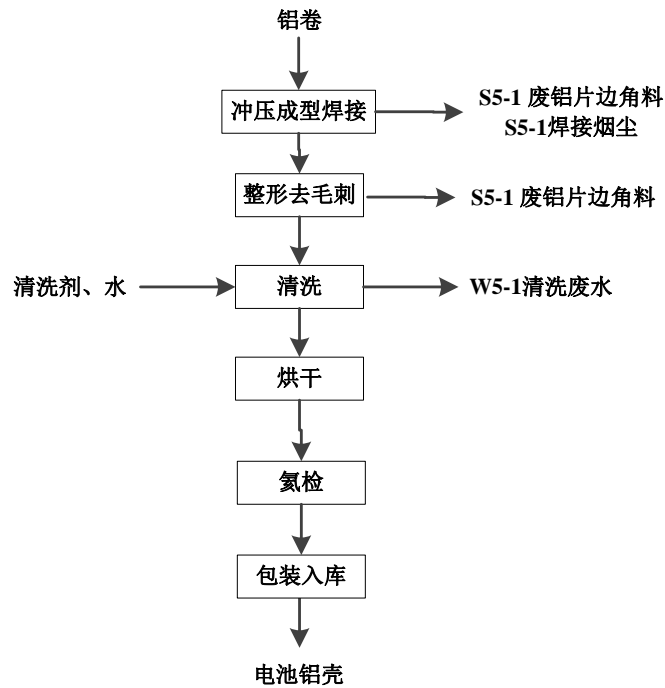 铝卷
冲压成型焊接
S5-1 废铝片边角料
S5-1焊接烟尘
整形去毛刺
S5-1 废铝片边角料
清洗剂、水
清洗
W5-1清洗废水
烘干
氦检
包装入库
电池铝壳